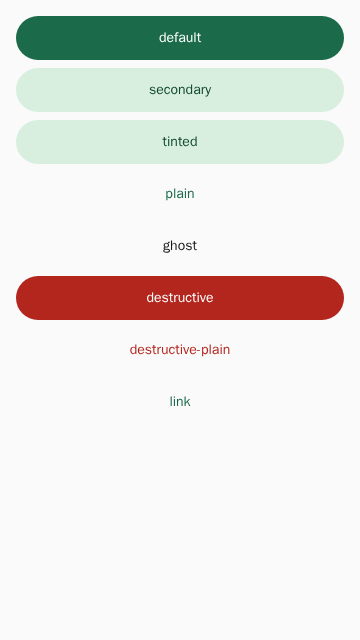 default
secondary
tinted
plain
ghost
destructive
destructive-plain
link